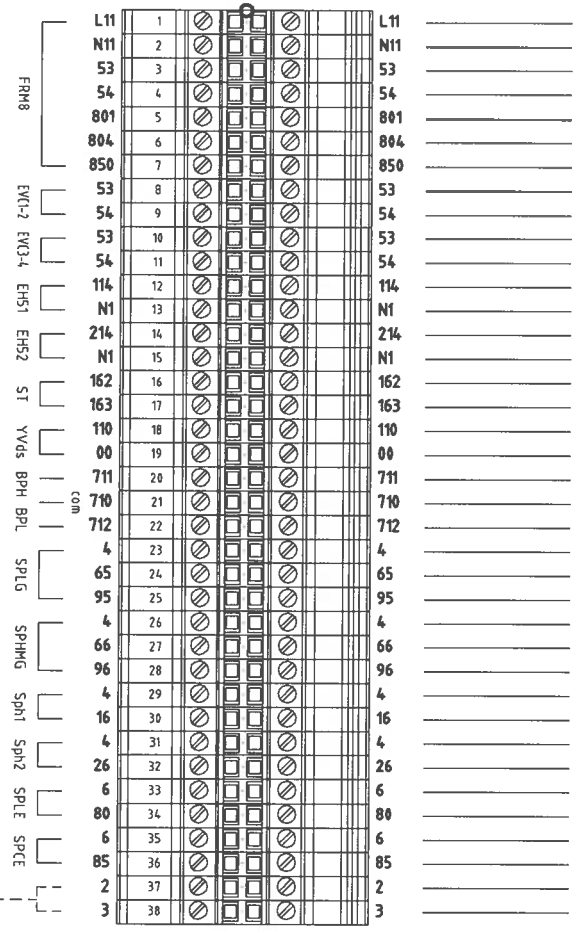 FRM8
L11 1 L11
N11 2 N11
53 3 53
54 4 54
801 5 801
804 6 804
850 7 850
EVC1-2
53 8 53
54 9 54
EVC3-4
53 10 53
54 11 54
EHS1
114 12 114
N1 13 N1
EHS2
214 14 214
N1 15 N1
ST
162 16 162
163 17 163
YVds
110 18 110
00 19 00
BPH 711 20 711
com 710 21 710
BPL 712 22 712
SPLG
4 23 4
65 24 65
95 25 95
SPHMG
4 26 4
66 27 66
96 28 96
Sph1
4 29 4
16 30 16
Sph2
4 31 4
26 32 26
SPLE
6 33 6
80 34 80
SPCE
6 35 6
85 36 85
2 37 2
3 38 3